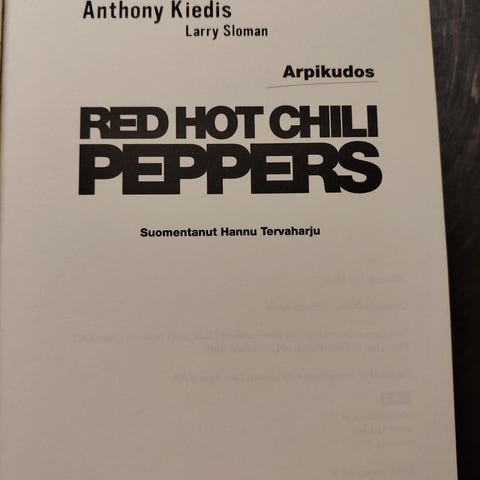 Anthony Kiedis
Larry Sloman
Arpikudos
RED HOT CHILI
PEPPERS
Suomentanut Hannu Tervaharju